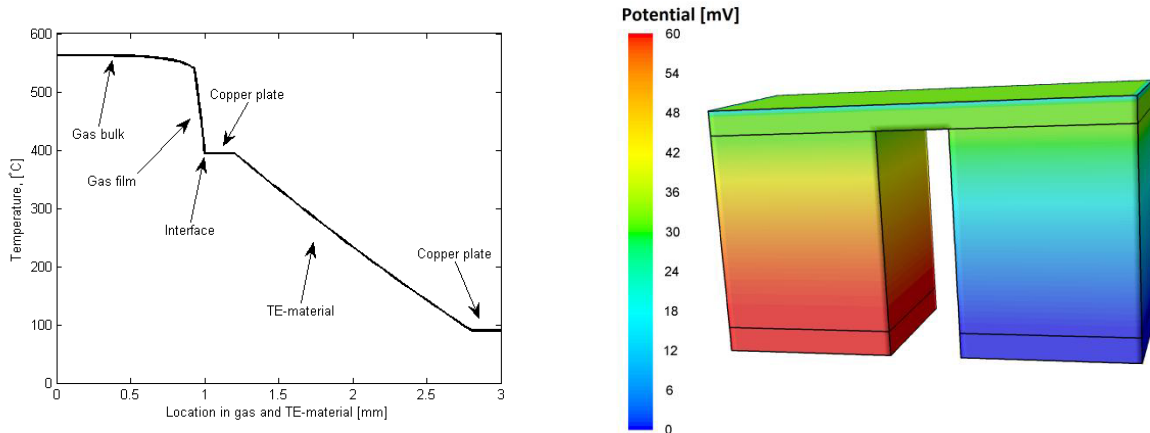 600
500
400
300
200
100
0
Temperature, [°C]
Gas bulk
Gas film
Copper plate
Interface
TE-material
Copper plate
0
0.5
1
1.5
2
2.5
3
Location in gas and TE-material [mm]
Potential [mV]
60
54
48
42
36
30
24
18
12
6
0